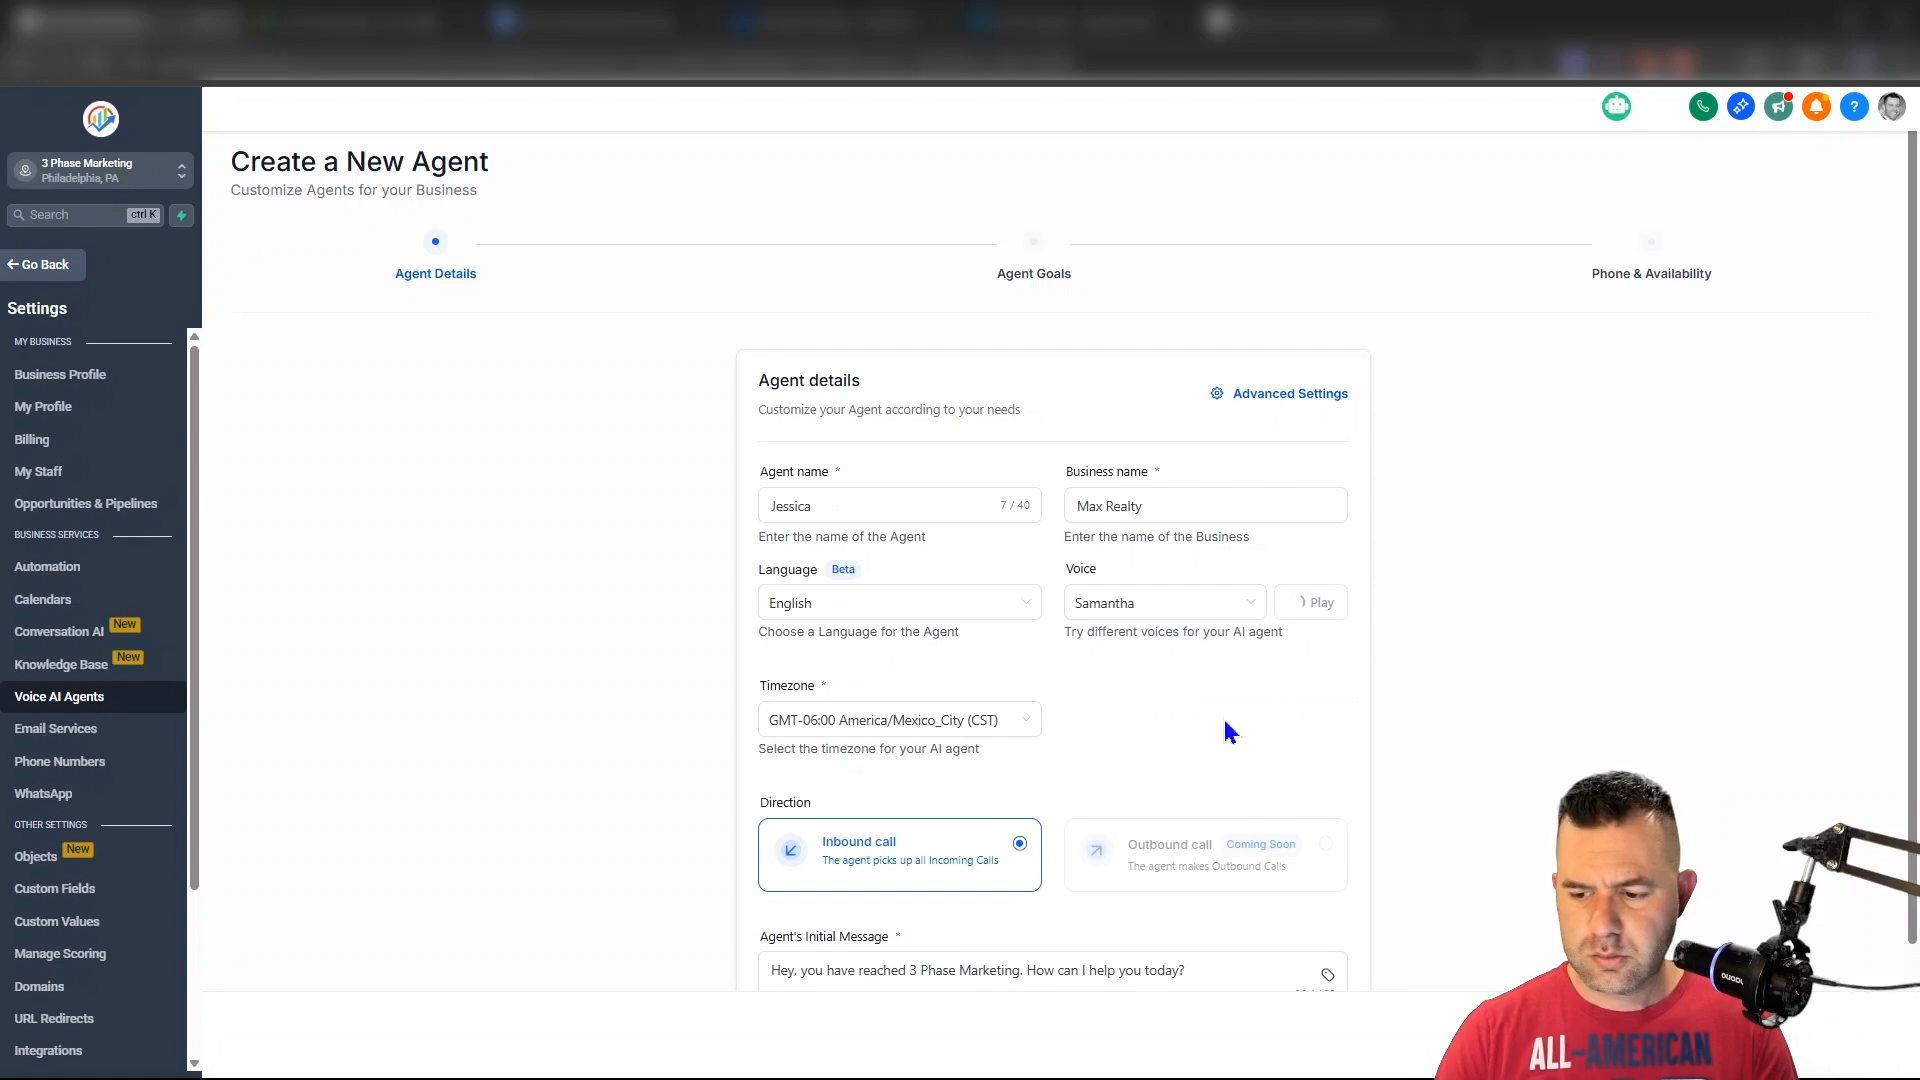 3 Phase Marketing
Philadelphia, PA
Search
ctrl K
Go Back
Settings
MY BUSINESS
Business Profile
My Profile
Billing
My Staff
Opportunities & Pipelines
BUSINESS SERVICES
Automation
Calendars
Conversation AI New
Knowledge Base New
Voice AI Agents
Email Services
Phone Numbers
WhatsApp
OTHER SETTINGS
Objects New
Custom Fields
Custom Values
Manage Scoring
Domains
URL Redirects
Integrations
Create a New Agent
Customize Agents for your Business
Agent Details
Agent Goals
Phone & Availability
Agent details
Customize your Agent according to your needs
Advanced Settings
Agent name *
Jessica 7 / 40
Enter the name of the Agent
Business name *
Max Realty
Enter the name of the Business
Language Beta
English
Choose a Language for the Agent
Voice
Samantha
Play
Try different voices for your AI agent
Timezone *
GMT-06:00 America/Mexico_City (CST)
Select the timezone for your AI agent
Direction
Inbound call
The agent picks up all Incoming Calls
Outbound call Coming Soon
The agent makes Outbound Calls
Agent's Initial Message *
Hey, you have reached 3 Phase Marketing. How can I help you today?
ALL-AMERICAN